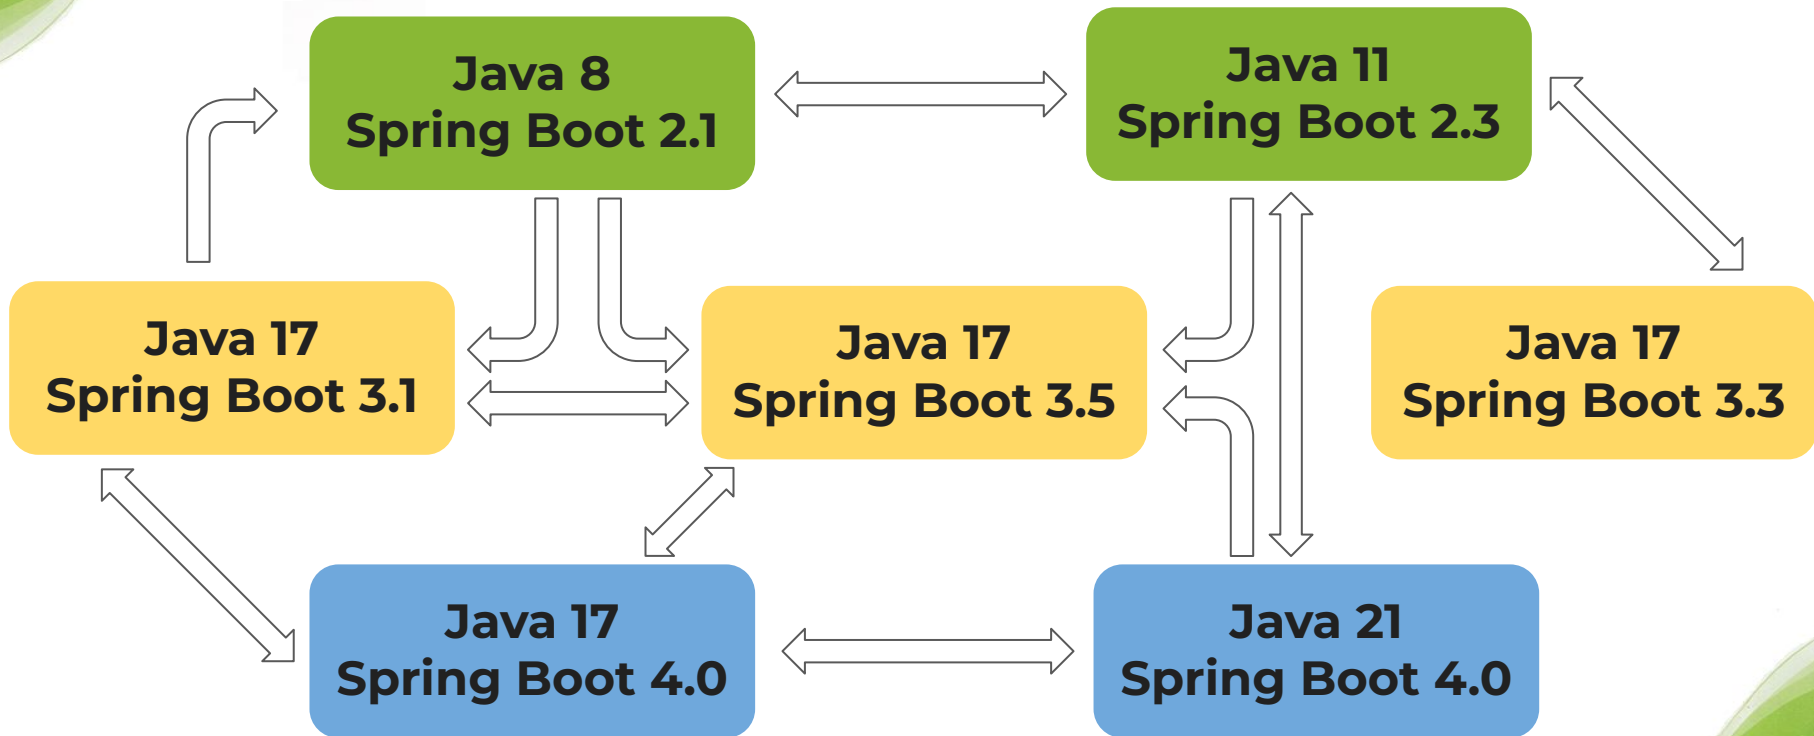 Java 8
Spring Boot 2.1
Java 11
Spring Boot 2.3
Java 17
Spring Boot 3.1
Java 17
Spring Boot 3.5
Java 17
Spring Boot 3.3
Java 17
Spring Boot 4.0
Java 21
Spring Boot 4.0